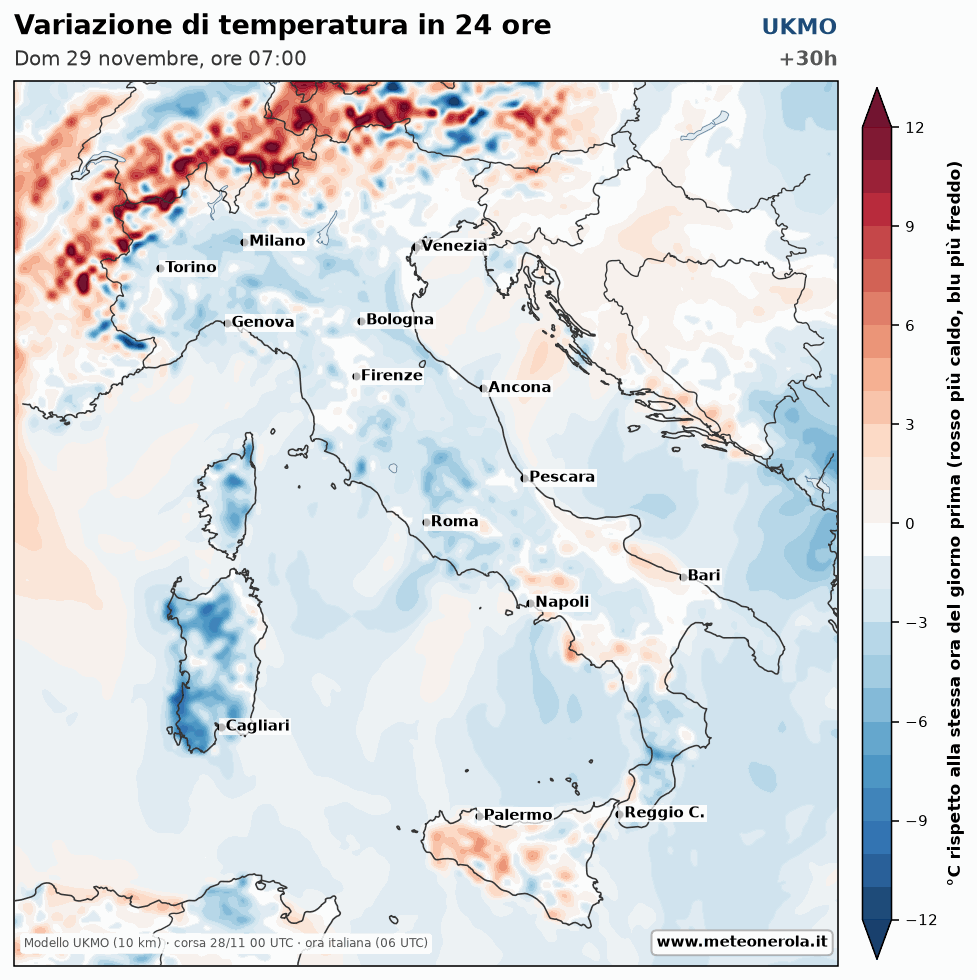 Variazione di temperatura in 24 ore
UKMO
Dom 29 novembre, ore 07:00
+30h
Milano
Venezia
Torino
Genova
Bologna
Firenze
Ancona
Pescara
Roma
Bari
Napoli
Cagliari
Palermo
Reggio C.
12
9
6
3
0
−3
−6
−9
−12
°C rispetto alla stessa ora del giorno prima (rosso più caldo, blu più freddo)
Modello UKMO (10 km) · corsa 28/11 00 UTC · ora italiana (06 UTC)
www.meteonerola.it